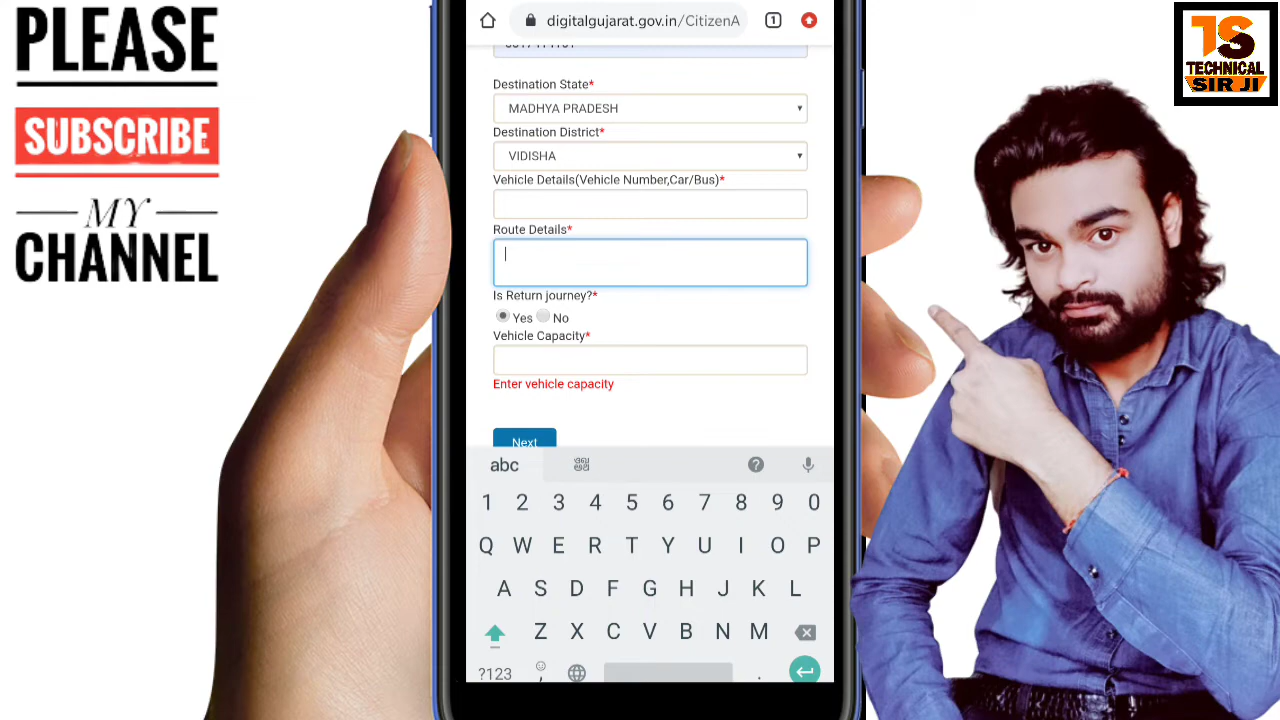 PLEASE
SUBSCRIBE
MY
CHANNEL
digitalgujarat.gov.in/CitizenA
1
Destination State*
MADHYA PRADESH
Destination District*
VIDISHA
Vehicle Details(Vehicle Number,Car/Bus)*
Route Details*
Is Return journey?*
Yes No
Vehicle Capacity*
Enter vehicle capacity
Next
abc
1 2 3 4 5 6 7 8 9 0
Q W E R T Y U I O P
A S D F G H J K L
Z X C V B N M
?123 , .
TS
TECHNICAL
SIR JI